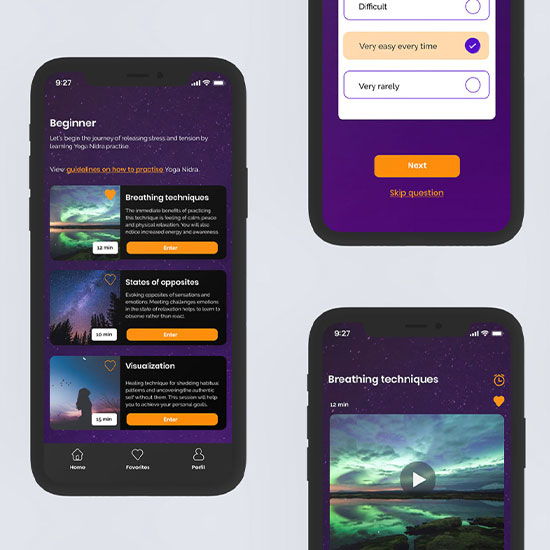 9:27
Beginner
Let's begin the journey of releasing stress and tension by
learning Yoga Nidra practise
View guidelines on how to practise Yoga Nidra.
Breathing techniques
The immediate benefits of practicing
this technique is feeling of calm, peace
and physical relaxation. You will also
notice increased energy and awareness
12 min
Enter
States of opposites
Evoking opposites of sensations and
emotions. Meeting challenges emotions
in the state of relaxation helps to learn to
observe rather than react.
10 min
Enter
Visualization
Healing technique for shedding habitual
patterns and uncovering the authentic
self without them. This session will help
you to achieve your personal goals.
15 min
Enter
Home
Favorites
Perfil
Difficult
Very easy every time
Very rarely
Next
Skip question
9:27
Breathing techniques
12 min